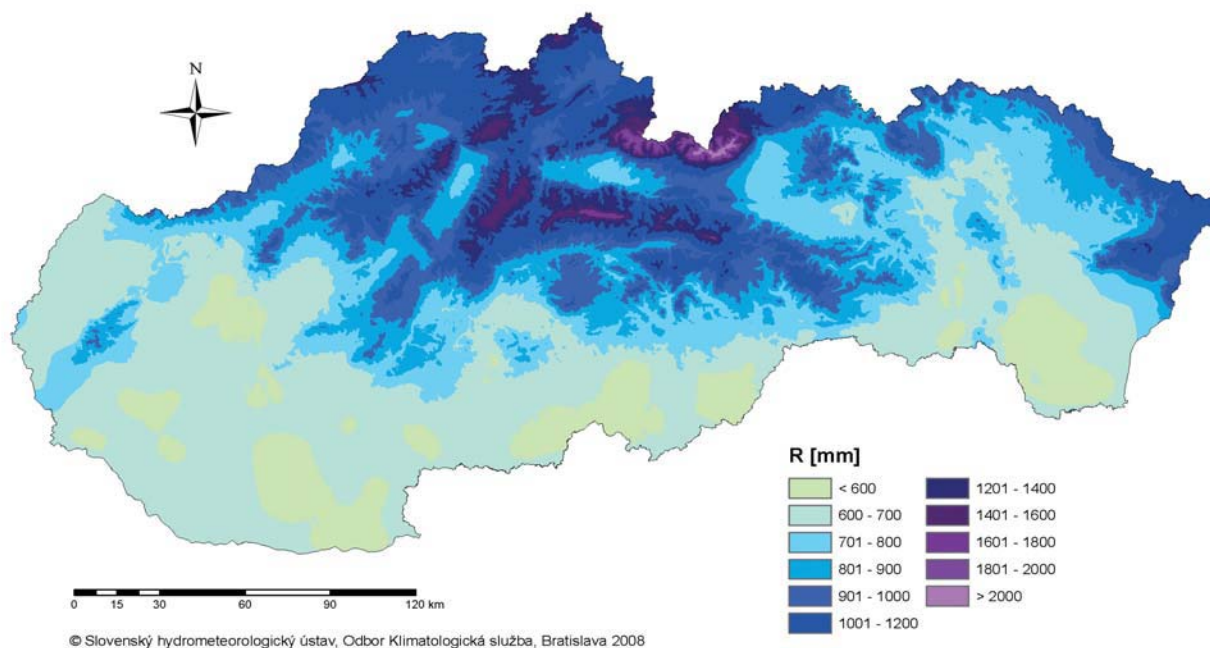 N
R [mm]
< 600
600 - 700
701 - 800
801 - 900
901 - 1000
1001 - 1200
1201 - 1400
1401 - 1600
1601 - 1800
1801 - 2000
> 2000
0 15 30 60 90 120 km
© Slovenský hydrometeorologický ústav, Odbor Klimatologická služba, Bratislava 2008